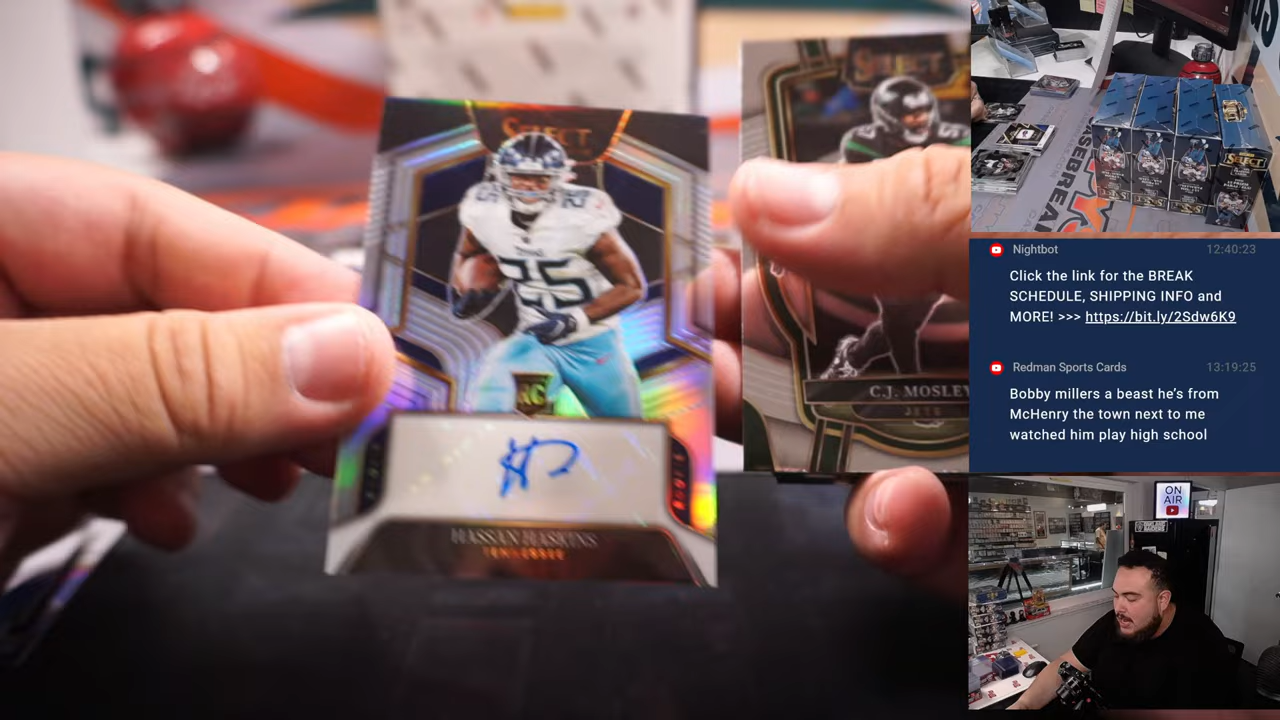 SELECT
25
25
RC
HASSAN HASKINS
TENNESSEE
SELECT
C.J. MOSLEY
JETS
SELECT
Nightbot 12:40:23
Click the link for the BREAK
SCHEDULE, SHIPPING INFO and
MORE! >>> https://bit.ly/2Sdw6K9
Redman Sports Cards 13:19:25
Bobby millers a beast he's from
McHenry the town next to me
watched him play high school
ON
AIR